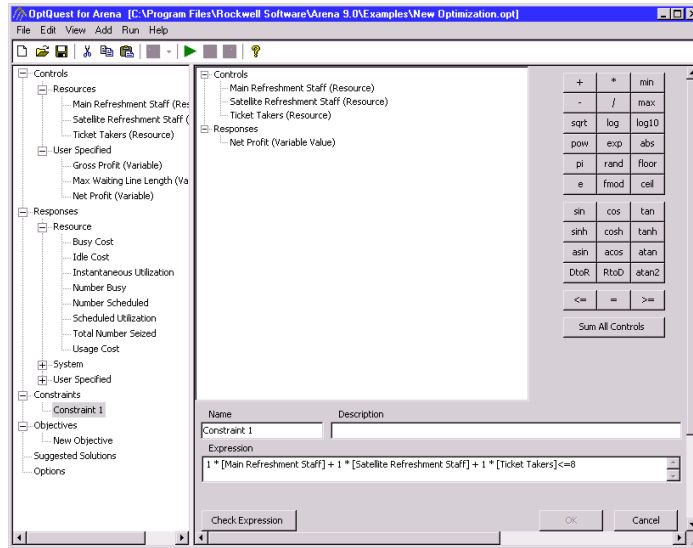 OptQuest for Arena [C:\Program Files\Rockwell Software\Arena 9.0\Examples\New Optimization.opt]
File Edit View Add Run Help
Controls
Resources
Main Refreshment Staff (Res
Satellite Refreshment Staff (
Ticket Takers (Resource)
User Specified
Gross Profit (Variable)
Max Waiting Line Length (Va
Net Profit (Variable)
Responses
Resource
Busy Cost
Idle Cost
Instantaneous Utilization
Number Busy
Number Scheduled
Scheduled Utilization
Total Number Seized
Usage Cost
System
User Specified
Constraints
Constraint 1
Objectives
New Objective
Suggested Solutions
Options
Controls
Main Refreshment Staff (Resource)
Satellite Refreshment Staff (Resource)
Ticket Takers (Resource)
Responses
Net Profit (Variable Value)
+ * min
- / max
sqrt log log10
pow exp abs
pi rand floor
e fmod ceil
sin cos tan
sinh cosh tanh
asin acos atan
DtoR RtoD atan2
<= = >=
Sum All Controls
Name Description
Constraint 1
Expression
1 * [Main Refreshment Staff] + 1 * [Satellite Refreshment Staff] + 1 * [Ticket Takers]<=8
Check Expression OK Cancel